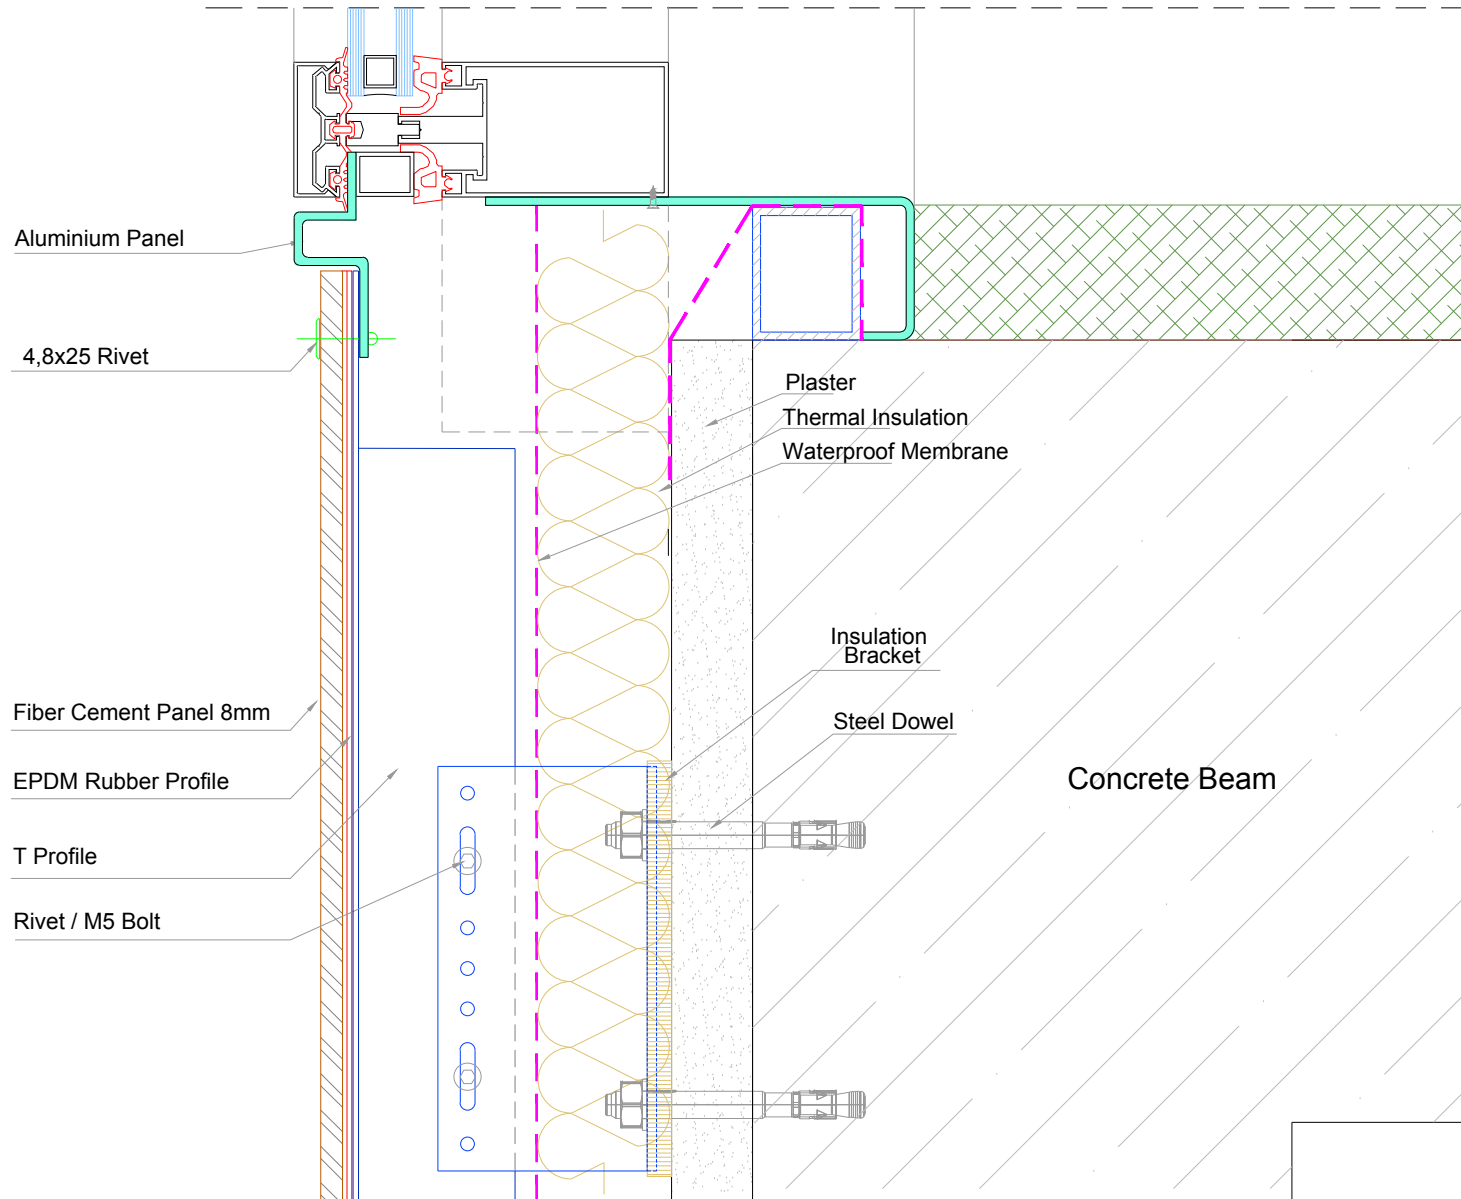 Aluminium Panel
4,8x25 Rivet
Plaster
Thermal Insulation
Waterproof Membrane
Insulation
Bracket
Fiber Cement Panel 8mm
Steel Dowel
EPDM Rubber Profile
Concrete Beam
T Profile
Rivet / M5 Bolt